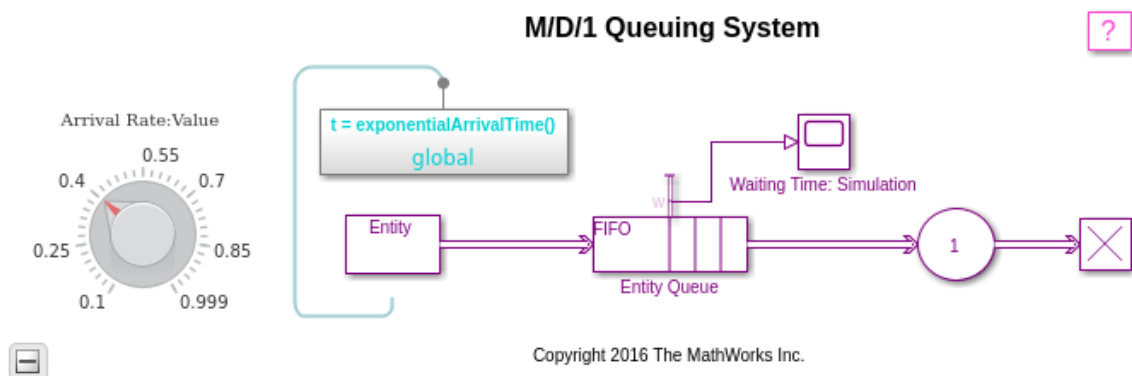 M/D/1 Queuing System
?
Arrival Rate:Value
0.1
0.25
0.4
0.55
0.7
0.85
0.999
t = exponentialArrivalTime()
global
Entity
FIFO
W
Entity Queue
Waiting Time: Simulation
1
Copyright 2016 The MathWorks Inc.